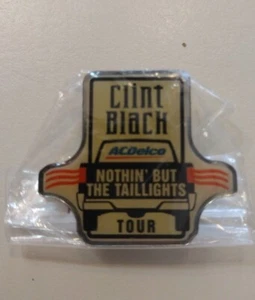 Clint
Black
ACDelco
NOTHIN' BUT
THE TAILLIGHTS
TOUR